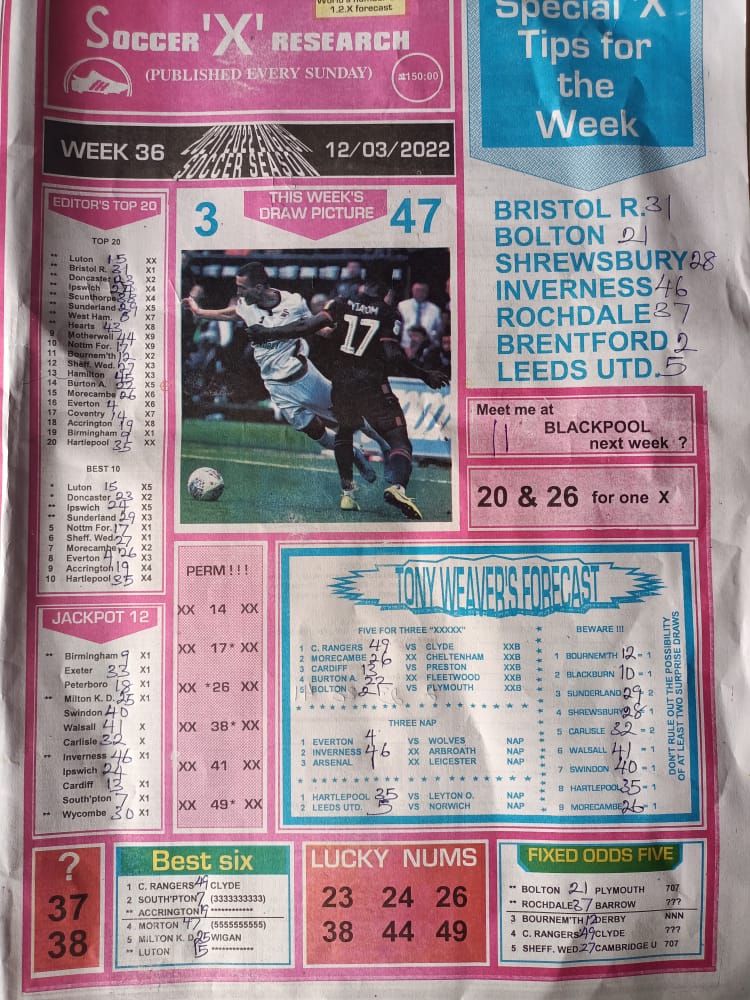 1.2.X forecast
SOCCER 'X' RESEARCH
(PUBLISHED EVERY SUNDAY)
150:00
Special 'X'
Tips for
the
Week
WEEK 36
SOCCER SEASON
12/03/2022
EDITOR'S TOP 20
TOP 20
** Luton 15 XX
** Bristol R. 31 X1
** Doncaster 23 X2
** Ipswich 24 X3
** Scunthorpe X4
** Sunderland 29 X5
** West Ham. X7
Hearts 43 X8
9 Motherwell 44 X9
10 Nottm For. 17 X9
11 Bournem'th 12 X2
12 Sheff. Wed. 27 X3
13 Hamilton 45 X3
14 Burton A. 22 X5
15 Morecambe 26 X6
16 Everton 4 X6
17 Coventry 14 X7
18 Accrington 19 X8
19 Birmingham 9 X1
20 Hartlepool 35 XX
BEST 10
* Luton 15 X5
* Doncaster 23 X2
** Ipswich 24 X5
** Sunderland 29 X3
5 Nottm For. 17 X1
6 Sheff. Wed 27 X1
7 Morecambe 26 X2
8 Everton 4 X3
9 Accrington 19 X4
10 Hartlepool 35 X4
JACKPOT 12
** Birmingham 9 X1
Exeter 33 X1
Peterboro 18 X1
** Milton K. D. 25 X1
Swindon 40
Walsall 41 X
Carlisle 32 X
** Inverness 46 X1
Ipswich 24
Cardiff 13 X1
South'pton 7 X1
** Wycombe 30 X1
3
THIS WEEK'S
DRAW PICTURE
47
17
BRISTOL R. 31
BOLTON 21
SHREWSBURY 28
INVERNESS 46
ROCHDALE 37
BRENTFORD 2
LEEDS UTD. 5
Meet me at
11 BLACKPOOL
next week ?
20 & 26 for one X
PERM !!!
XX 14 XX
XX 17* XX
XX *26 XX
XX 38* XX
XX 41 XX
XX 49* XX
TONY WEAVER'S FORECAST
FIVE FOR THREE "XXXXX"
1 C. RANGERS 49 VS CLYDE XXB
2 MORECAMBE 26 VS CHELTENHAM XXB
3 CARDIFF 13 VS PRESTON XXB
4 BURTON A. 22 VS FLEETWOOD XXB
5 BOLTON 21 VS PLYMOUTH XXB
THREE NAP
1 EVERTON 4 VS WOLVES NAP
2 INVERNESS 46 VS ARBROATH NAP
3 ARSENAL VS LEICESTER NAP
1 HARTLEPOOL 35 VS LEYTON O. NAP
2 LEEDS UTD. 5 VS NORWICH NAP
BEWARE !!!
1 BOURNEM'TH 12 = 1
2 BLACKBURN 10 = 1
3 SUNDERLAND 29 = 2
4 SHREWSBURY 28 = 1
5 CARLISLE 32 = 2
6 WALSALL 41 = 1
7 SWINDON 40 = 1
8 HARTLEPOOL 35 = 1
9 MORECAMBE 26 = 1
DON'T RULE OUT THE POSSIBILITY
OF AT LEAST TWO SURPRISE DRAWS
?
37
38
Best six
1 C. RANGERS 49 CLYDE
2 SOUTH'PTON 7 (3333333333)
** ACCRINGTON 19 ************
4 MORTON 47 (5555555555)
5 MILTON K. D. 25 WIGAN
** LUTON 15 ************
LUCKY NUMS
23 24 26
38 44 49
FIXED ODDS FIVE
** BOLTON 21 PLYMOUTH 707
** ROCHDALE 37 BARROW ???
3 BOURNEM'TH 12 DERBY NNN
4 C. RANGERS 49 CLYDE ???
5 SHEFF. WED. 27 CAMBRIDGE U 707